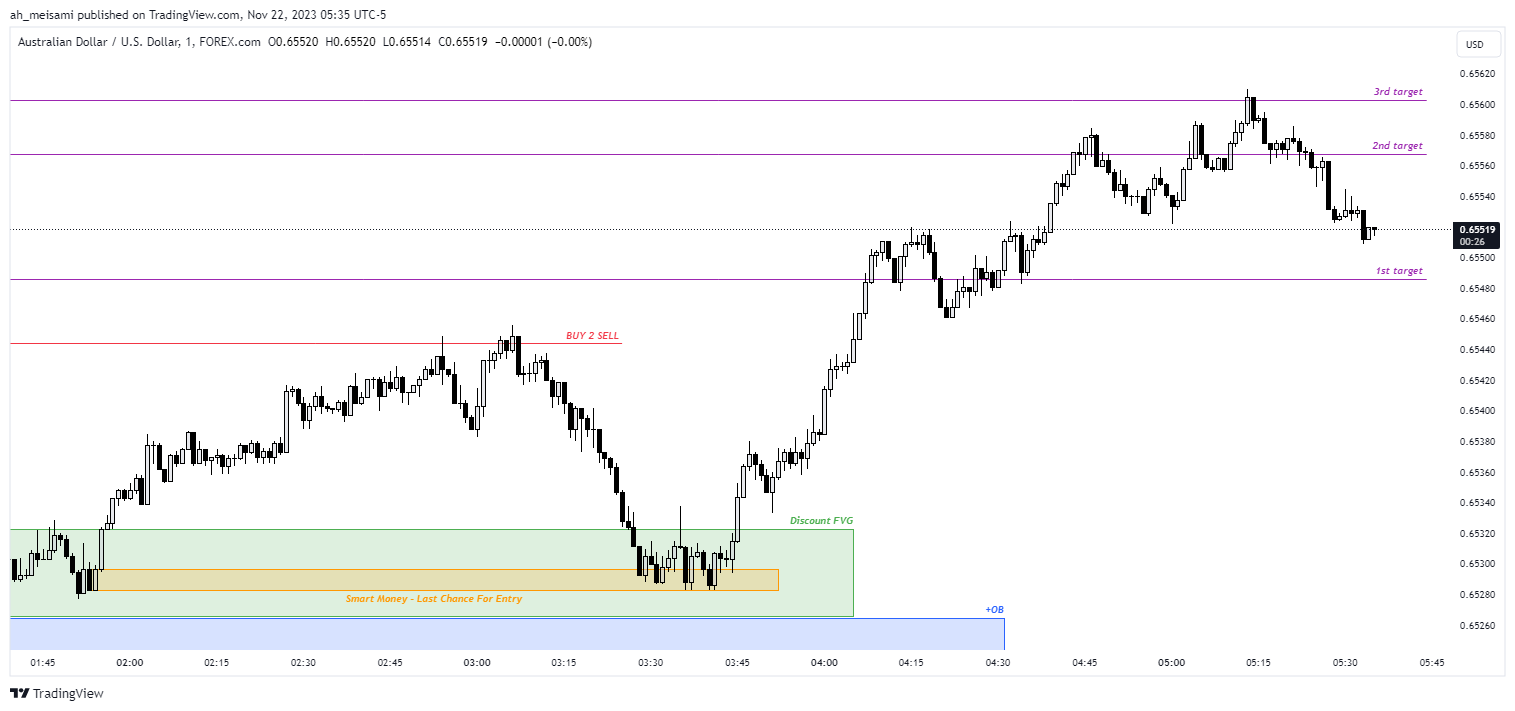 ah_meisami published on TradingView.com, Nov 22, 2023 05:35 UTC-5
Australian Dollar / U.S. Dollar, 1, FOREX.com O0.65520 H0.65520 L0.65514 C0.65519 −0.00001 (−0.00%)
USD
0.65620
3rd target
0.65600
0.65580
2nd target
0.65560
0.65540
0.65519
00:26
0.65500
1st target
0.65480
0.65460
BUY 2 SELL
0.65440
0.65420
0.65400
0.65380
0.65360
0.65340
Discount FVG
0.65320
0.65300
Smart Money - Last Chance For Entry
0.65280
+OB
0.65260
01:45 02:00 02:15 02:30 02:45 03:00 03:15 03:30 03:45 04:00 04:15 04:30 04:45 05:00 05:15 05:30 05:45
TradingView